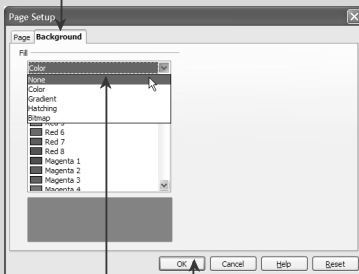 Page Setup
Page Background
Fill
Color
None
Color
Gradient
Hatching
Bitmap
Red 6
Red 7
Red 8
Magenta 1
Magenta 2
Magenta 3
Magenta 4
OK Cancel Help Reset